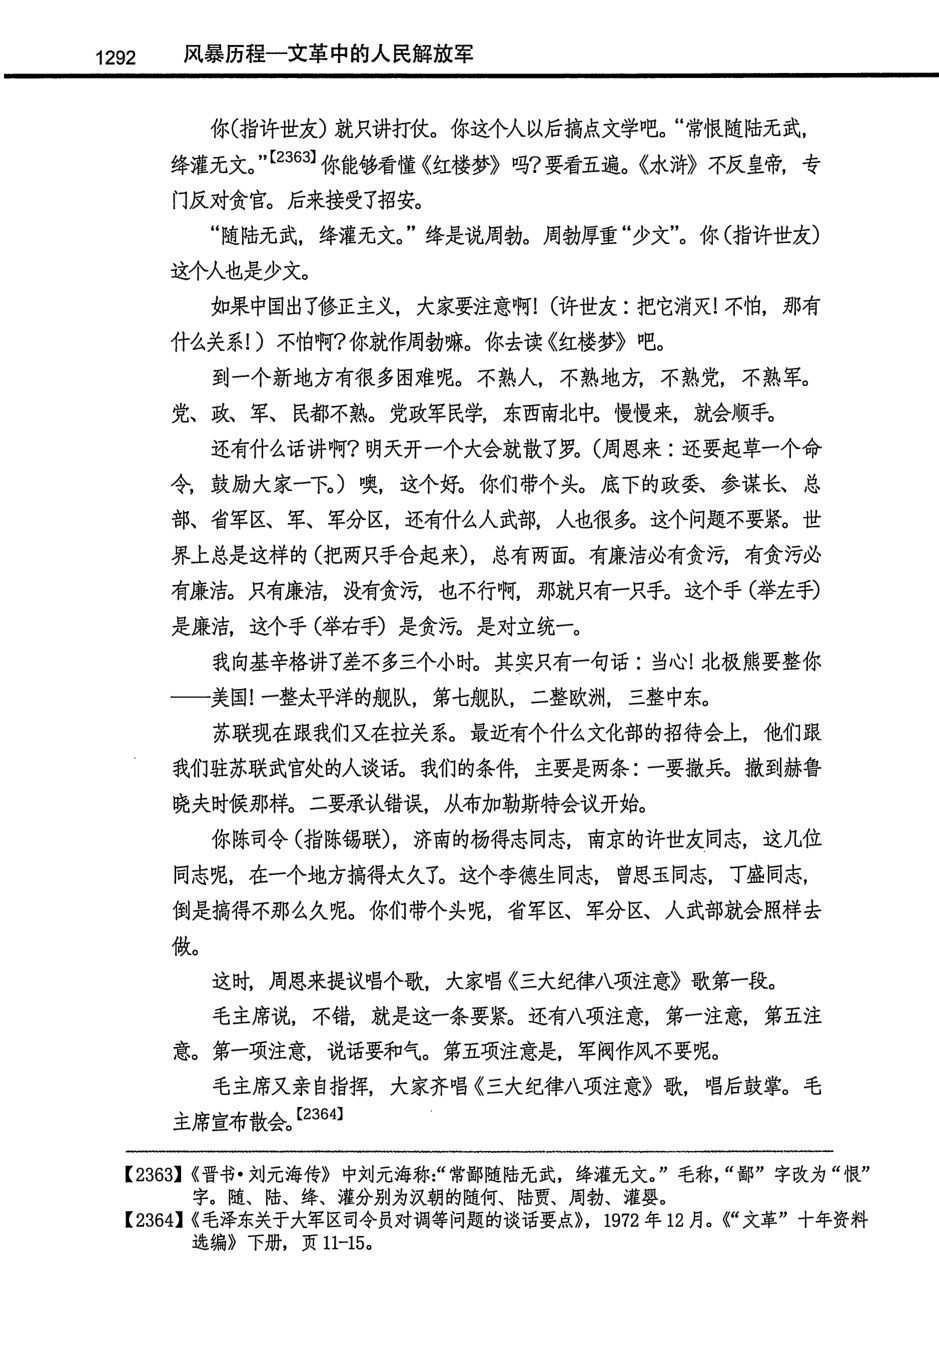 1292 风暴历程—文革中的人民解放军
你(指许世友)就只讲打仗。你这个人以后搞点文学吧。“常恨随陆无武，
绛灌无文。”【2363】你能够看懂《红楼梦》吗?要看五遍。《水浒》不反皇帝，专
门反对贪官。后来接受了招安。
“随陆无武，绛灌无文。”绛是说周勃。周勃厚重“少文”。你(指许世友)
这个人也是少文。
如果中国出了修正主义，大家要注意啊!(许世友：把它消灭!不怕，那有
什么关系!)不怕啊?你就作周勃嘛。你去读《红楼梦》吧。
到一个新地方有很多困难呢。不熟人，不熟地方，不熟党，不熟军。
党、政、军、民都不熟。党政军民学，东西南北中。慢慢来，就会顺手。
还有什么话讲啊?明天开一个大会就散了罗。(周恩来：还要起草一个命
令，鼓励大家一下。)噢，这个好。你们带个头。底下的政委、参谋长、总
部、省军区、军、军分区，还有什么人武部，人也很多。这个问题不要紧。世
界上总是这样的(把两只手合起来)，总有两面。有廉洁必有贪污，有贪污必
有廉洁。只有廉洁，没有贪污，也不行啊，那就只有一只手。这个手(举左手)
是廉洁，这个手(举右手)是贪污。是对立统一。
我向基辛格讲了差不多三个小时。其实只有一句话：当心!北极熊要整你
——美国!一整太平洋的舰队，第七舰队，二整欧洲，三整中东。
苏联现在跟我们又在拉关系。最近有个什么文化部的招待会上，他们跟
我们驻苏联武官处的人谈话。我们的条件，主要是两条：一要撤兵。撤到赫鲁
晓夫时候那样。二要承认错误，从布加勒斯特会议开始。
你陈司令(指陈锡联)，济南的杨得志同志，南京的许世友同志，这几位
同志呢，在一个地方搞得太久了。这个李德生同志，曾思玉同志，丁盛同志，
倒是搞得不那么久呢。你们带个头呢，省军区、军分区、人武部就会照样去
做。
这时，周恩来提议唱个歌，大家唱《三大纪律八项注意》歌第一段。
毛主席说，不错，就是这一条要紧。还有八项注意，第一注意，第五注
意。第一项注意，说话要和气。第五项注意是，军阀作风不要呢。
毛主席又亲自指挥，大家齐唱《三大纪律八项注意》歌，唱后鼓掌。毛
主席宣布散会。【2364】
【2363】《晋书•刘元海传》中刘元海称:“常鄙随陆无武，绛灌无文。”毛称，“鄙”字改为“恨”
字。随、陆、绛、灌分别为汉朝的随何、陆贾、周勃、灌婴。
【2364】《毛泽东关于大军区司令员对调等问题的谈话要点》，1972年12月。《“文革”十年资料
选编》下册，页11-15。